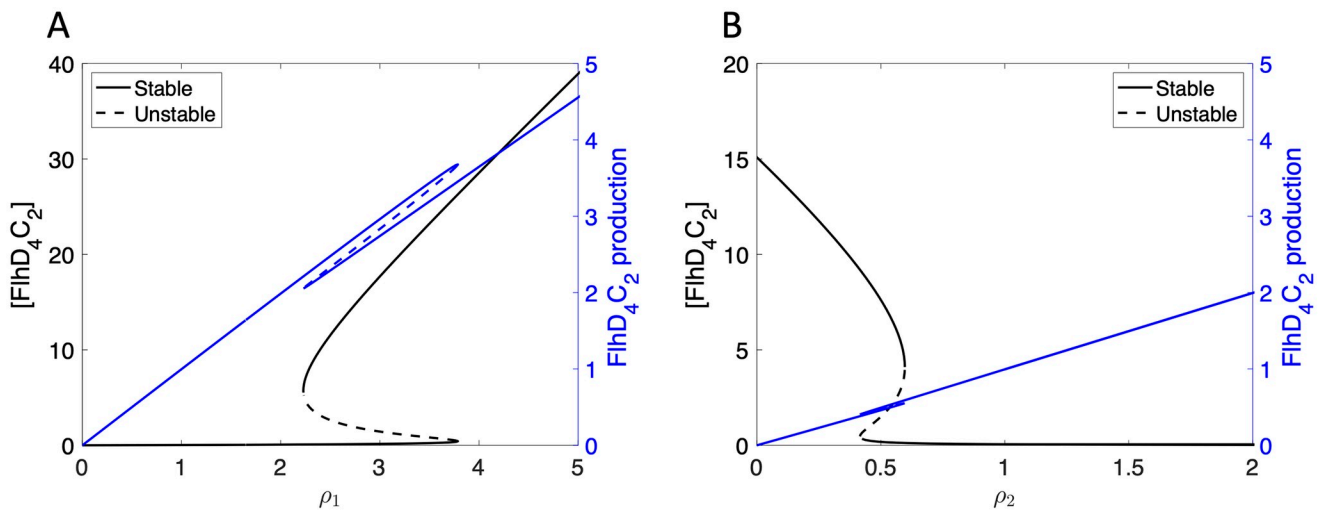 A
B
40
30
20
10
0
[FlhD₄C₂]
Stable
Unstable
5
4
3
2
1
0
FlhD₄C₂ production
0 1 2 3 4 5
ρ₁
20
15
10
5
0
[FlhD₄C₂]
Stable
Unstable
5
4
3
2
1
0
FlhD₄C₂ production
0 0.5 1 1.5 2
ρ₂